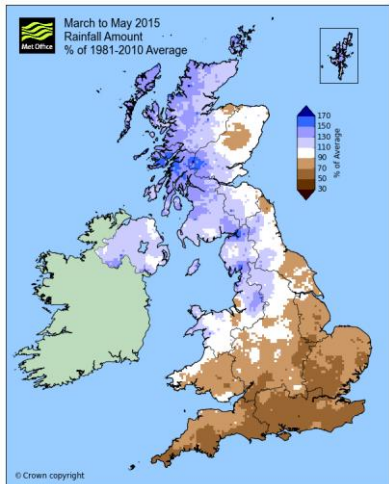 March to May 2015
Rainfall Amount
% of 1981-2010 Average
Met Office
170
150
130
110
90
70
50
30
% of Average
© Crown copyright